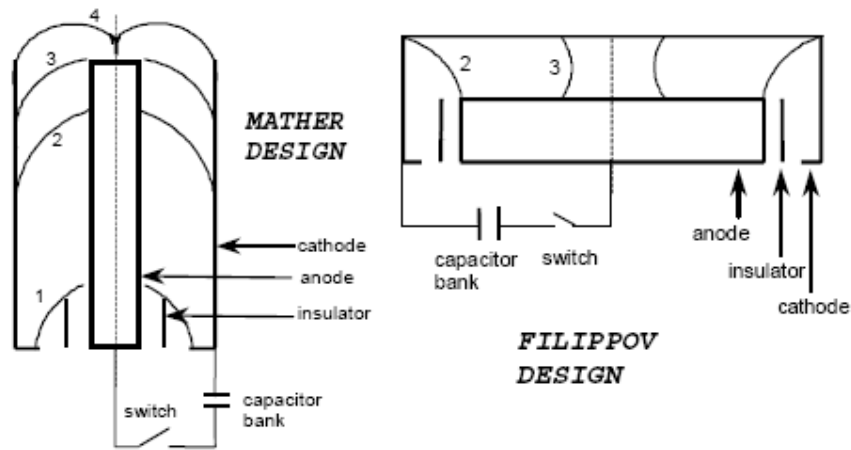 4
3
2
1
MATHER
DESIGN
cathode
anode
insulator
switch
capacitor
bank
2
3
capacitor
bank
switch
anode
insulator
cathode
FILIPPOV
DESIGN